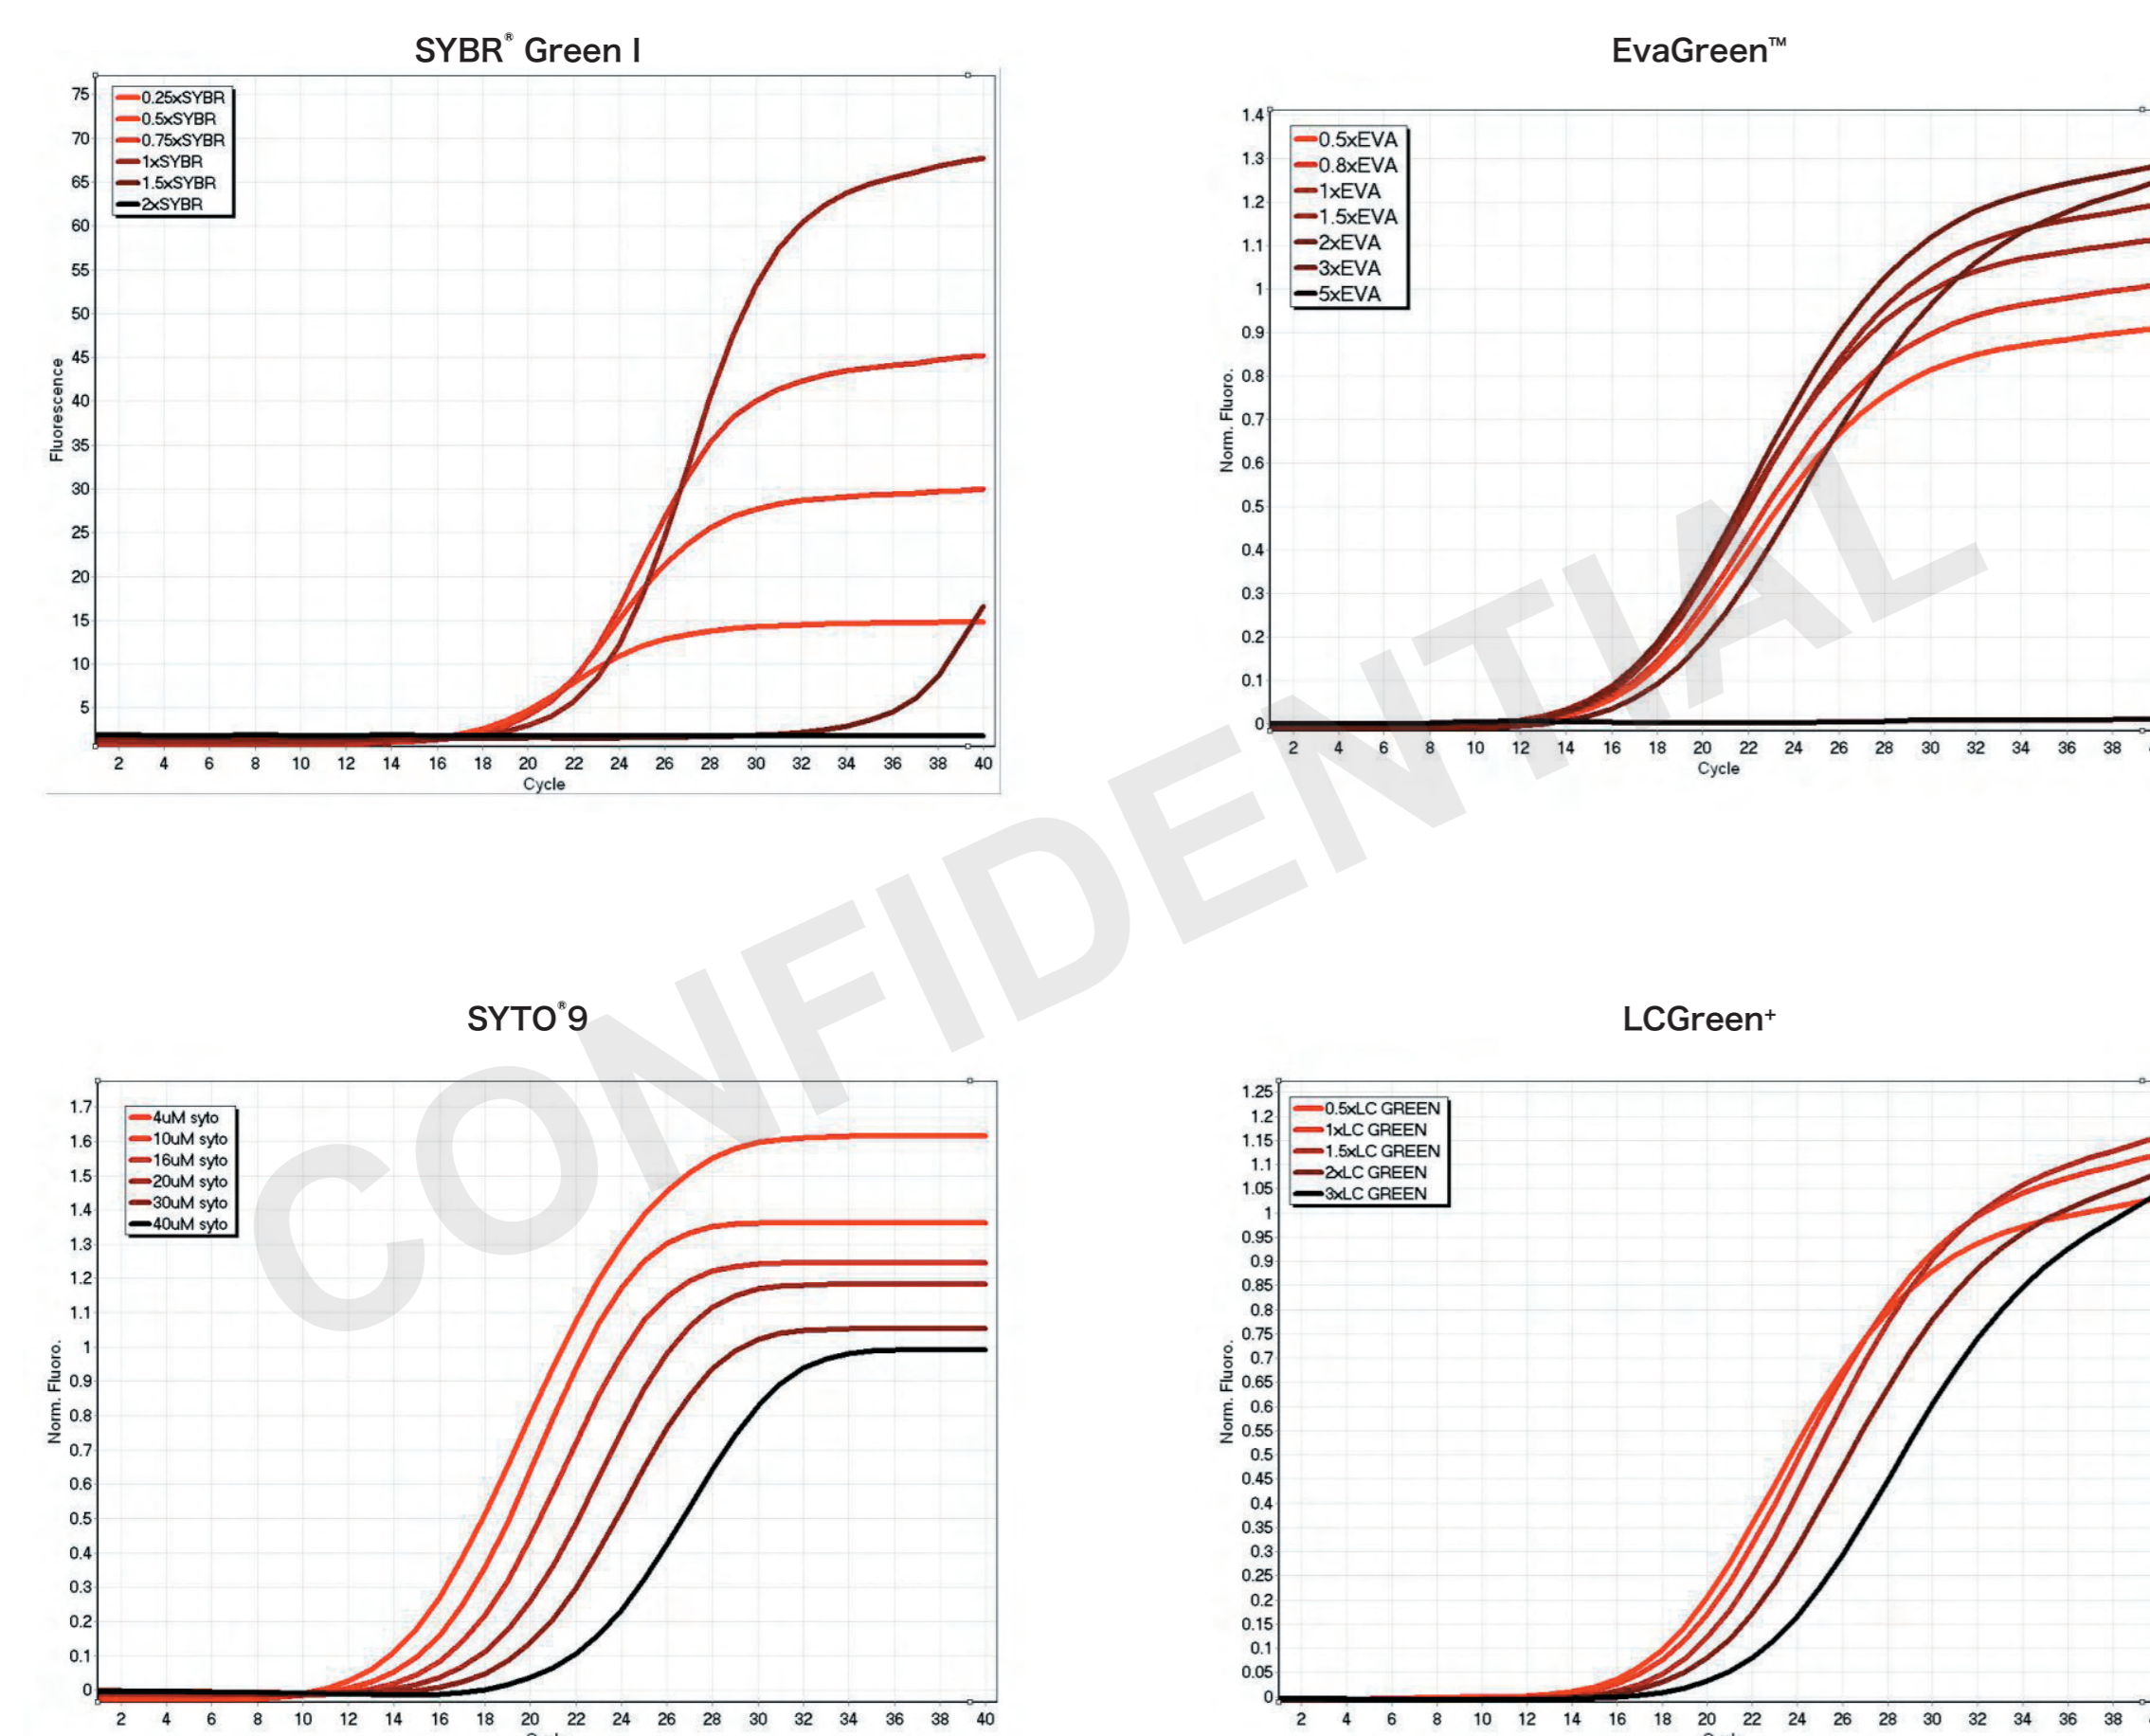 SYBR® Green I
75
70
65
60
55
50
45
40
35
30
25
20
15
10
5
Fluorescence
0.25xSYBR
0.5xSYBR
0.75xSYBR
1xSYBR
1.5xSYBR
2xSYBR
2 4 6 8 10 12 14 16 18 20 22 24 26 28 30 32 34 36 38 40
Cycle
EvaGreen™
1.4
1.3
1.2
1.1
1
0.9
0.8
0.7
0.6
0.5
0.4
0.3
0.2
0.1
0
Norm. Fluoro.
0.5xEVA
0.8xEVA
1xEVA
1.5xEVA
2xEVA
3xEVA
5xEVA
2 4 6 8 10 12 14 16 18 20 22 24 26 28 30 32 34 36 38
Cycle
CONFIDENTIAL
SYTO®9
1.7
1.6
1.5
1.4
1.3
1.2
1.1
1
0.9
0.8
0.7
0.6
0.5
0.4
0.3
0.2
0.1
0
Norm. Fluoro.
4uM syto
10uM syto
16uM syto
20uM syto
30uM syto
40uM syto
2 4 6 8 10 12 14 16 18 20 22 24 26 28 30 32 34 36 38 40
LCGreen+
1.25
1.2
1.15
1.1
1.05
1
0.95
0.9
0.85
0.8
0.75
0.7
0.65
0.6
0.55
0.5
0.45
0.4
0.35
0.3
0.25
0.2
0.15
0.1
0.05
0
Norm. Fluoro.
0.5xLC GREEN
1xLC GREEN
1.5xLC GREEN
2xLC GREEN
3xLC GREEN
2 4 6 8 10 12 14 16 18 20 22 24 26 28 30 32 34 36 38